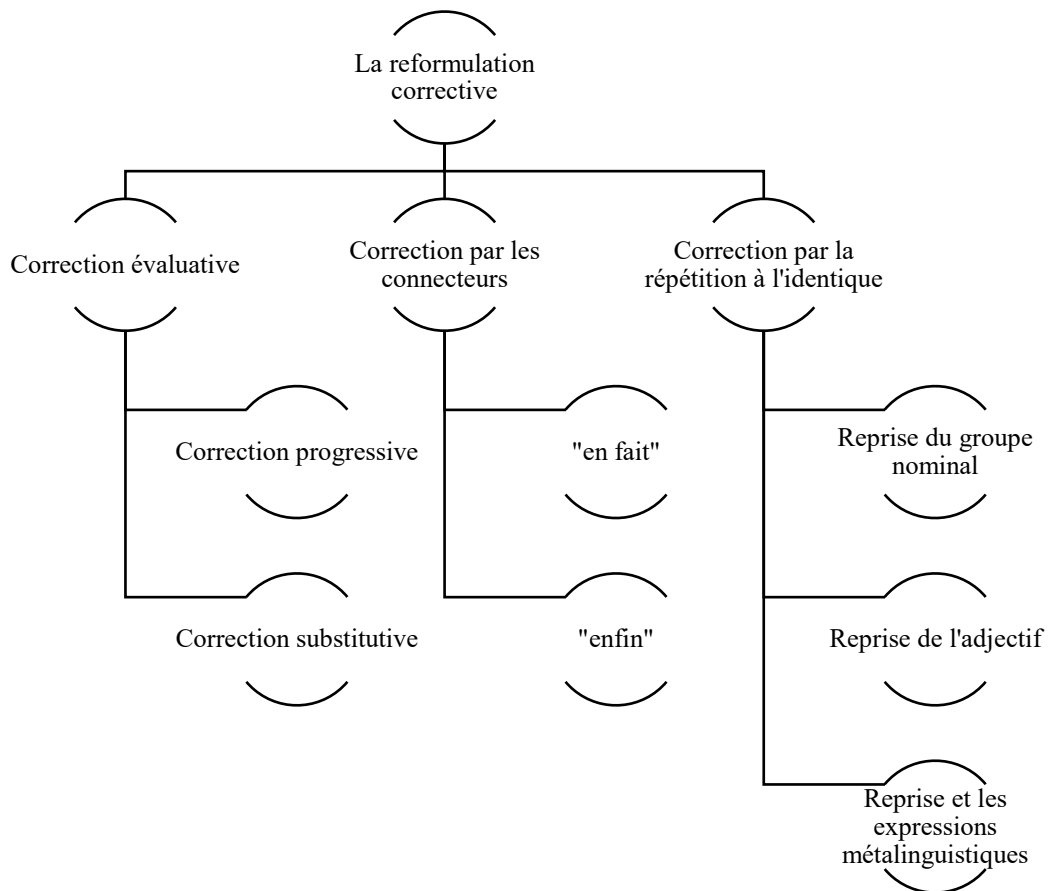 La reformulation
corrective
Correction évaluative
Correction par les
connecteurs
Correction par la
répétition à l'identique
Correction progressive
"en fait"
Reprise du groupe
nominal
Correction substitutive
"enfin"
Reprise de l'adjectif
Reprise et les
expressions
métalinguistiques